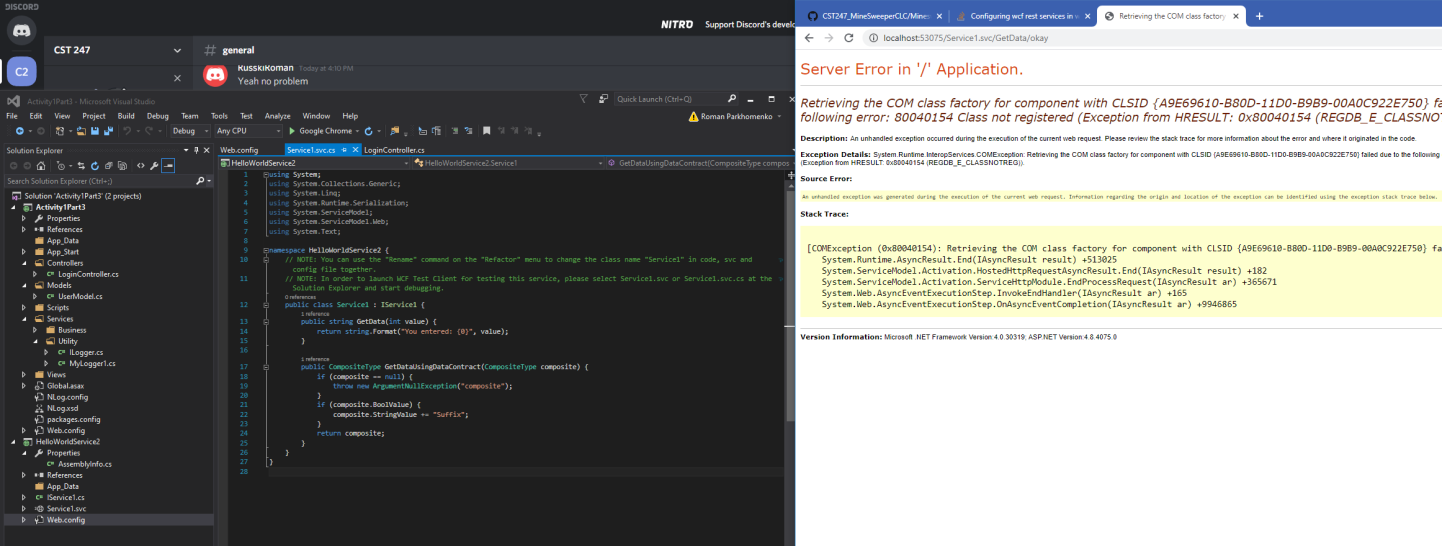 DISCORD
NITRO Support Discord's develo
CST 247
# general
C2
RusskiRoman Today at 4:10 PM
Yeah no problem
Activity1Part3 - Microsoft Visual Studio
Quick Launch (Ctrl+Q)
File Edit View Project Build Debug Team Tools Test Analyze Window Help
Roman Parkhomenko
Debug Any CPU Google Chrome
Solution Explorer
Search Solution Explorer (Ctrl+;)
Solution 'Activity1Part3' (2 projects)
Activity1Part3
Properties
References
App_Data
App_Start
Controllers
LoginController.cs
Models
UserModel.cs
Scripts
Services
Business
Utility
ILogger.cs
MyLogger1.cs
Views
Global.asax
NLog.config
NLog.xsd
packages.config
Web.config
HelloWorldService2
Properties
AssemblyInfo.cs
References
App_Data
IService1.cs
Service1.svc
Web.config
Web.config Service1.svc.cs LoginController.cs
HelloWorldService2 HelloWorldService2.Service1 GetDataUsingDataContract(CompositeType compos
1 using System;
2 using System.Collections.Generic;
3 using System.Linq;
4 using System.Runtime.Serialization;
5 using System.ServiceModel;
6 using System.ServiceModel.Web;
7 using System.Text;
8
9 namespace HelloWorldService2 {
10 // NOTE: You can use the "Rename" command on the "Refactor" menu to change the class name "Service1" in code, svc and
config file together.
11 // NOTE: In order to launch WCF Test Client for testing this service, please select Service1.svc or Service1.svc.cs at the
Solution Explorer and start debugging.
0 references
12 public class Service1 : IService1 {
1 reference
13 public string GetData(int value) {
14 return string.Format("You entered: {0}", value);
15 }
16
1 reference
17 public CompositeType GetDataUsingDataContract(CompositeType composite) {
18 if (composite == null) {
19 throw new ArgumentNullException("composite");
20 }
21 if (composite.BoolValue) {
22 composite.StringValue += "Suffix";
23 }
24 return composite;
25 }
26 }
27 }
28
CST247_MineSweeperCLC/Mines Configuring wcf rest services in w Retrieving the COM class factory
localhost:53075/Service1.svc/GetData/okay
Server Error in '/' Application.
Retrieving the COM class factory for component with CLSID {A9E69610-B80D-11D0-B9B9-00A0C922E750} fa
following error: 80040154 Class not registered (Exception from HRESULT: 0x80040154 (REGDB_E_CLASSNOT
Description: An unhandled exception occurred during the execution of the current web request. Please review the stack trace for more information about the error and where it originated in the code.
Exception Details: System.Runtime.InteropServices.COMException: Retrieving the COM class factory for component with CLSID {A9E69610-B80D-11D0-B9B9-00A0C922E750} failed due to the following
(Exception from HRESULT: 0x80040154 (REGDB_E_CLASSNOTREG)).
Source Error:
An unhandled exception was generated during the execution of the current web request. Information regarding the origin and location of the exception can be identified using the exception stack trace below.
Stack Trace:
[COMException (0x80040154): Retrieving the COM class factory for component with CLSID {A9E69610-B80D-11D0-B9B9-00A0C922E750} fa
System.Runtime.AsyncResult.End(IAsyncResult result) +513025
System.ServiceModel.Activation.HostedHttpRequestAsyncResult.End(IAsyncResult result) +182
System.ServiceModel.Activation.ServiceHttpModule.EndProcessRequest(IAsyncResult ar) +365671
System.Web.AsyncEventExecutionStep.InvokeEndHandler(IAsyncResult ar) +165
System.Web.AsyncEventExecutionStep.OnAsyncEventCompletion(IAsyncResult ar) +9946865
Version Information: Microsoft .NET Framework Version:4.0.30319; ASP.NET Version:4.8.4075.0